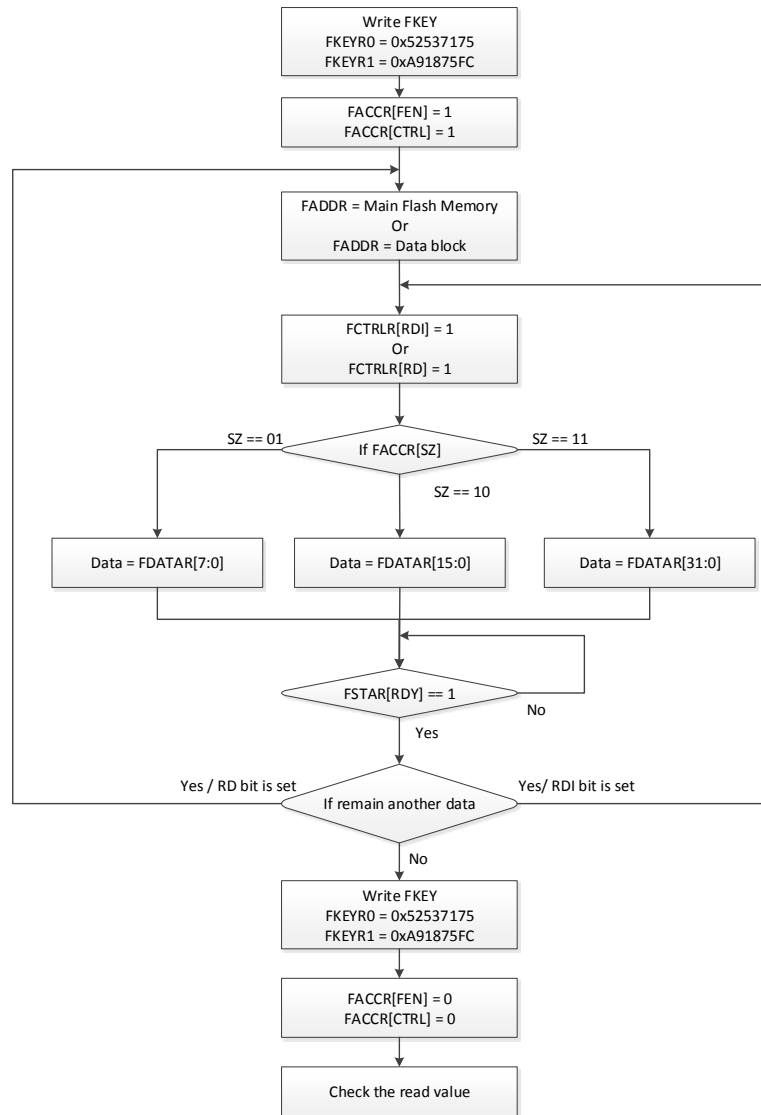 Write FKEY
FKEYR0 = 0x52537175
FKEYR1 = 0xA91875FC
FACCR[FEN] = 1
FACCR[CTRL] = 1
FADDR = Main Flash Memory
Or
FADDR = Data block
FCTRLR[RDI] = 1
Or
FCTRLR[RD] = 1
SZ == 01
If FACCR[SZ]
SZ == 11
SZ == 10
Data = FDATAR[7:0]
Data = FDATAR[15:0]
Data = FDATAR[31:0]
FSTAR[RDY] == 1
No
Yes
Yes / RD bit is set
If remain another data
Yes/ RDI bit is set
No
Write FKEY
FKEYR0 = 0x52537175
FKEYR1 = 0xA91875FC
FACCR[FEN] = 0
FACCR[CTRL] = 0
Check the read value